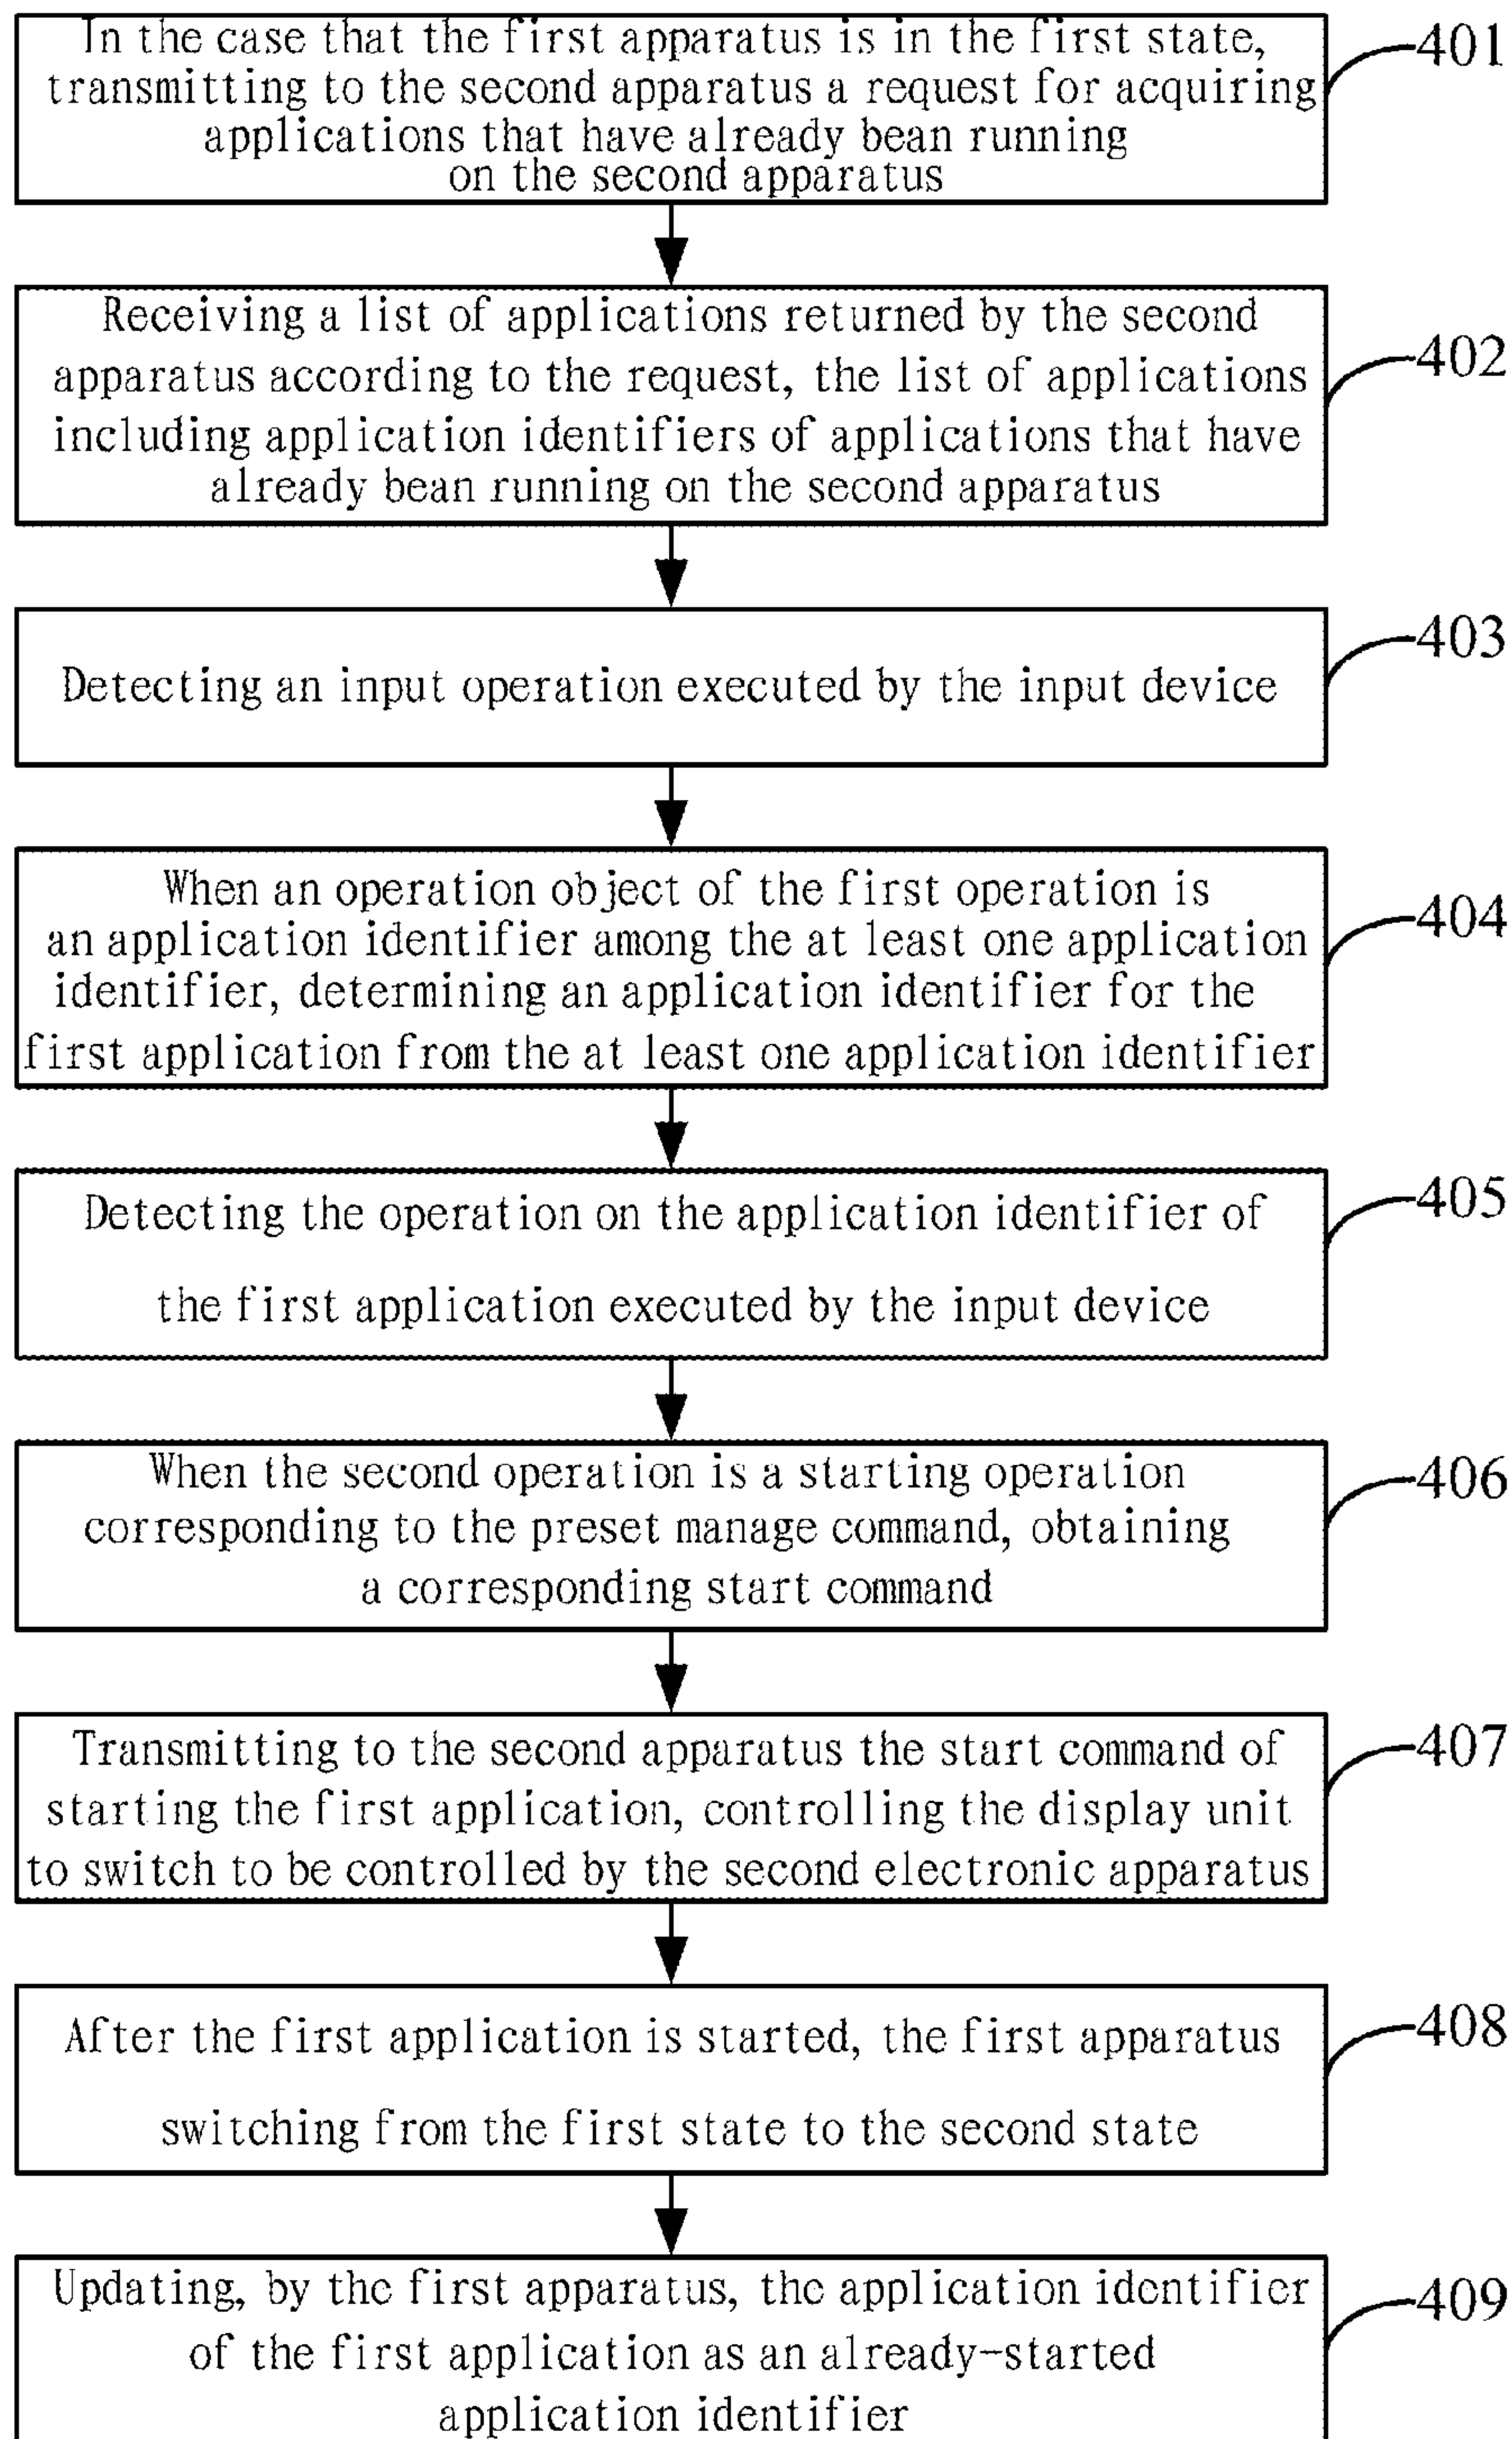 In the case that the first apparatus is in the first state,
transmitting to the second apparatus a request for acquiring
applications that have already bean running
on the second apparatus
401
Receiving a list of applications returned by the second
apparatus according to the request, the list of applications
including application identifiers of applications that have
already bean running on the second apparatus
402
Detecting an input operation executed by the input device
403
When an operation object of the first operation is
an application identifier among the at least one application
identifier, determining an application identifier for the
first application from the at least one application identifier
404
Detecting the operation on the application identifier of
the first application executed by the input device
405
When the second operation is a starting operation
corresponding to the preset manage command, obtaining
a corresponding start command
406
Transmitting to the second apparatus the start command of
starting the first application, controlling the display unit
to switch to be controlled by the second electronic apparatus
407
After the first application is started, the first apparatus
switching from the first state to the second state
408
Updating, by the first apparatus, the application identifier
of the first application as an already-started
application identifier
409